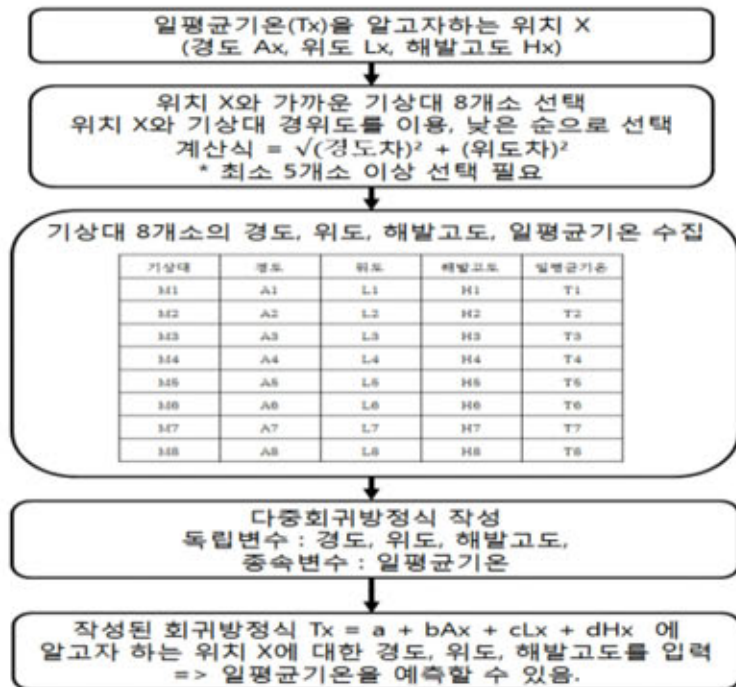 일평균기온(Tx)을 알고자하는 위치 X
(경도 Ax, 위도 Lx, 해발고도 Hx)
위치 X와 가까운 기상대 8개소 선택
위치 X와 기상대 경위도를 이용, 낮은 순으로 선택
계산식 = √(경도차)² + (위도차)²
* 최소 5개소 이상 선택 필요
기상대 8개소의 경도, 위도, 해발고도, 일평균기온 수집
기상대 경도 위도 해발고도 일평균기온
M1 A1 L1 H1 T1
M2 A2 L2 H2 T2
M3 A3 L3 H3 T3
M4 A4 L4 H4 T4
M5 A5 L5 H5 T5
M6 A6 L6 H6 T6
M7 A7 L7 H7 T7
M8 A8 L8 H8 T8
다중회귀방정식 작성
독립변수 : 경도, 위도, 해발고도,
종속변수 : 일평균기온
작성된 회귀방정식 Tx = a + bAx + cLx + dHx 에
알고자 하는 위치 X에 대한 경도, 위도, 해발고도를 입력
=> 일평균기온을 예측할 수 있음.